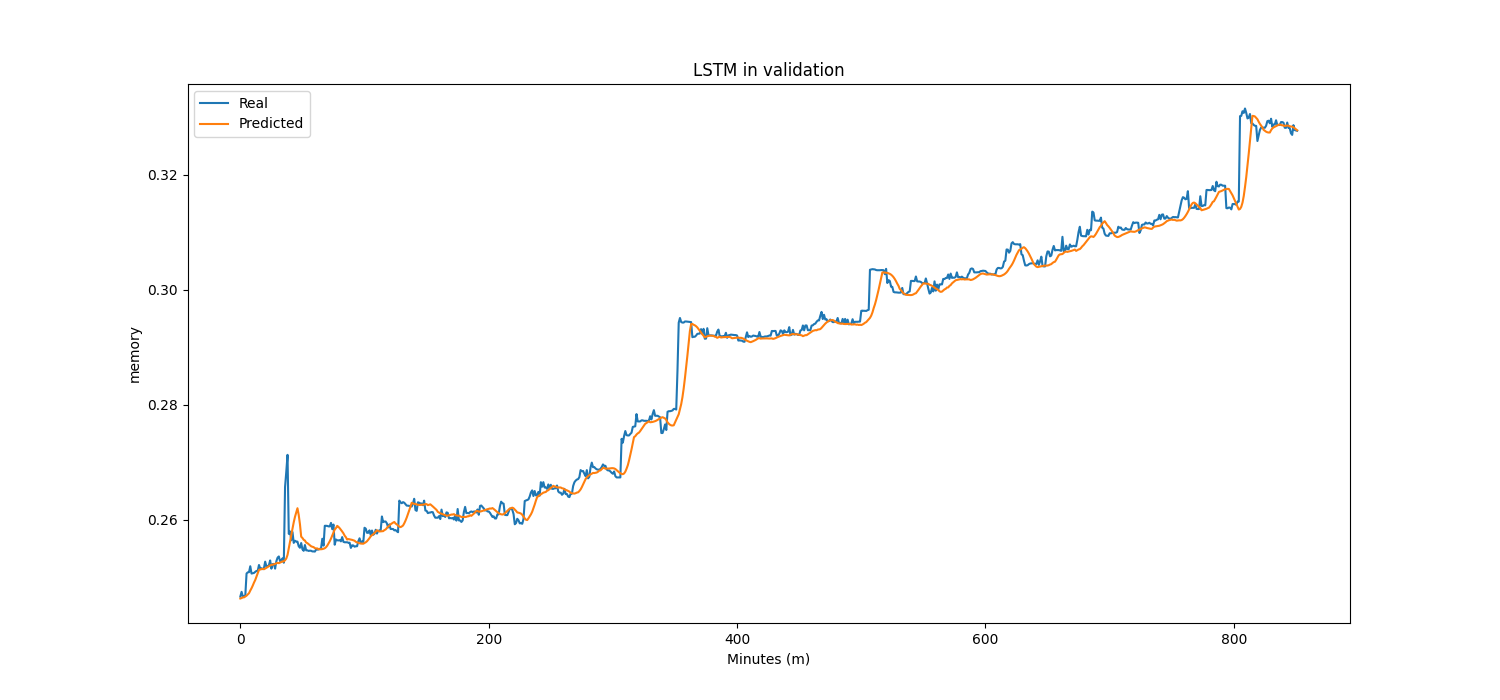 LSTM in validation
Real
Predicted
0.32
0.30
0.28
0.26
memory
0 200 400 600 800
Minutes (m)